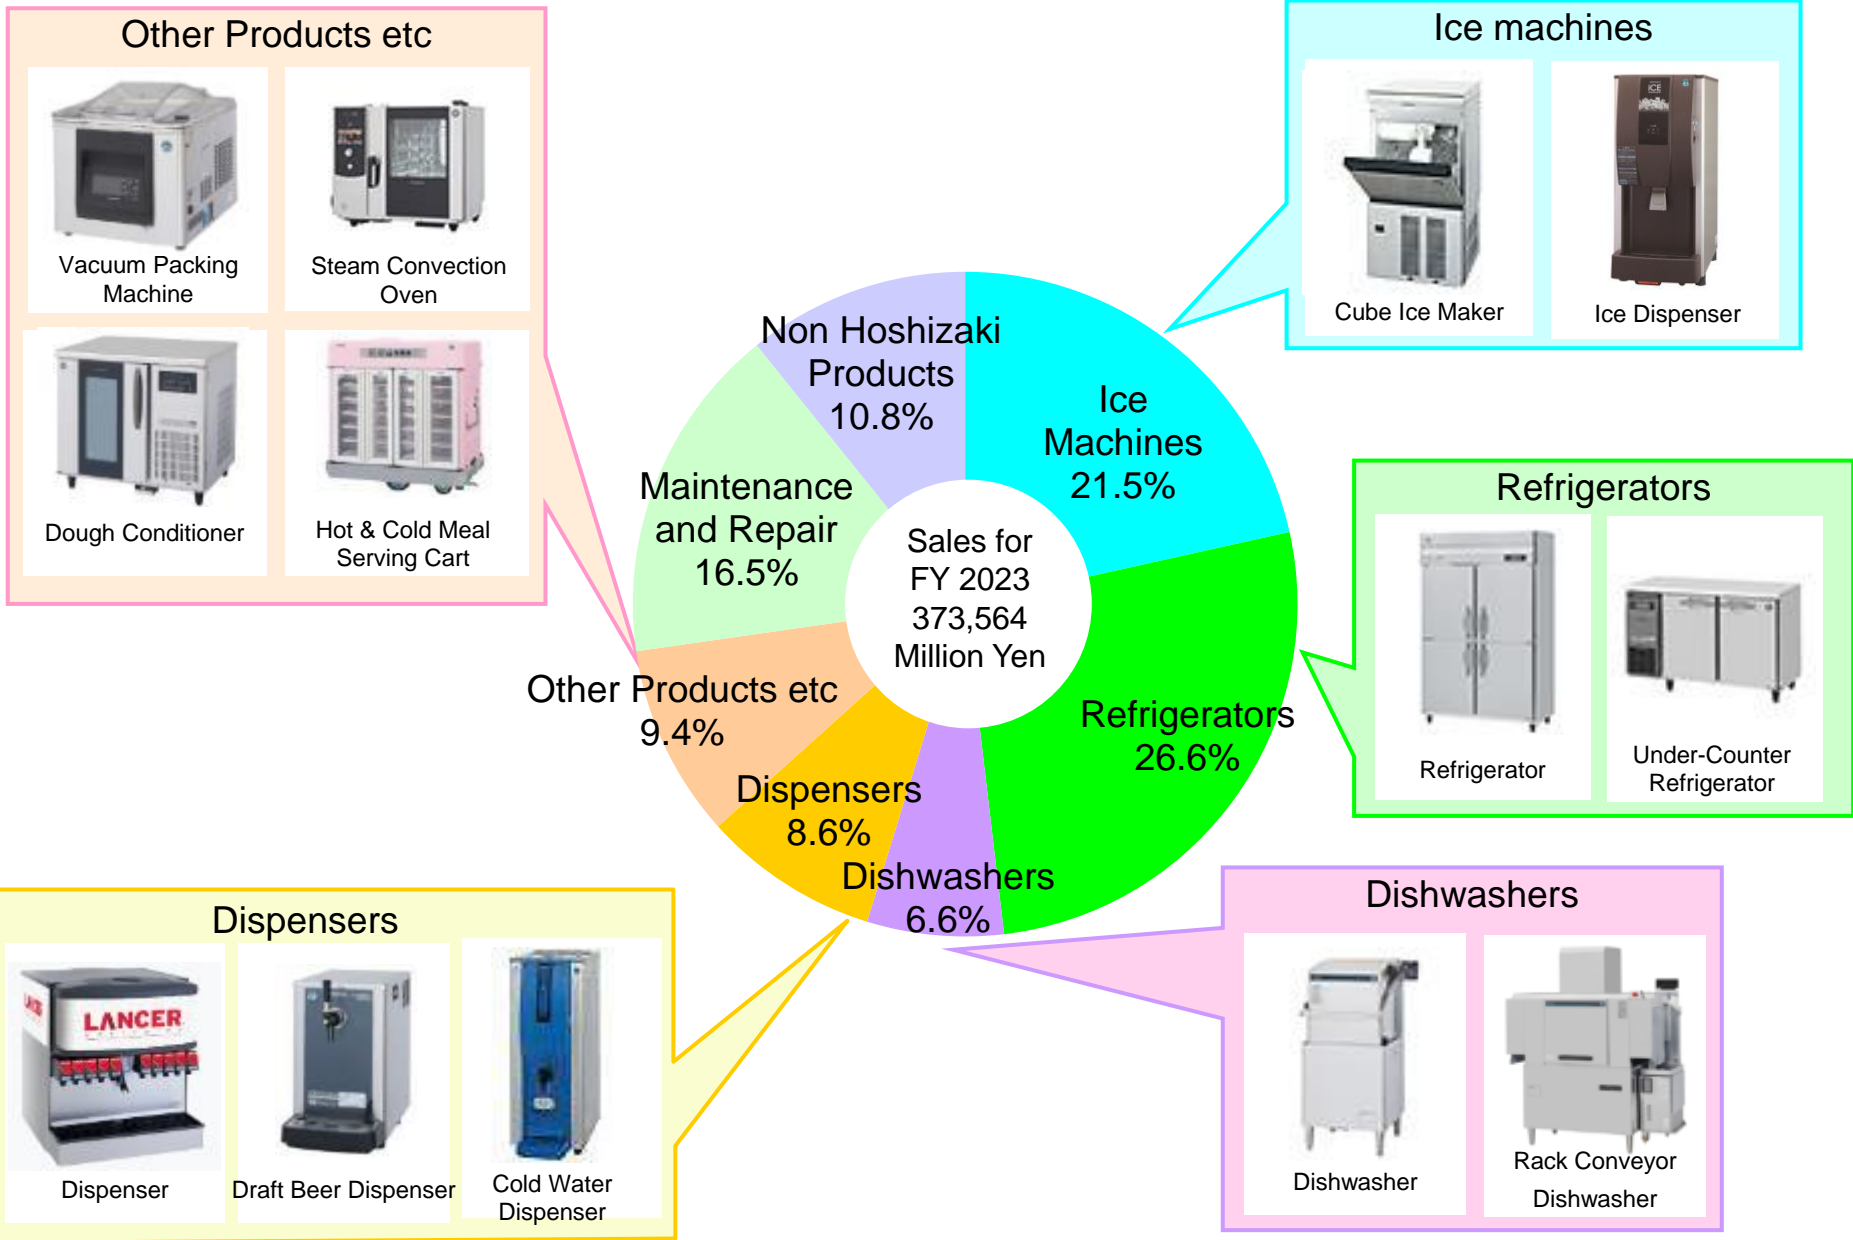 Other Products etc
Vacuum Packing
Machine
Steam Convection
Oven
Dough Conditioner
Hot & Cold Meal
Serving Cart
Ice machines
ICE
Cube Ice Maker
Ice Dispenser
Non Hoshizaki
Products
10.8%
Ice
Machines
21.5%
Maintenance
and Repair
16.5%
Sales for
FY 2023
373,564
Million Yen
Other Products etc
9.4%
Refrigerators
26.6%
Dispensers
8.6%
Dishwashers
6.6%
Refrigerators
Refrigerator
Under-Counter
Refrigerator
Dispensers
LANCER
Dispenser
Draft Beer Dispenser
Cold Water
Dispenser
Dishwashers
Dishwasher
Rack Conveyor
Dishwasher